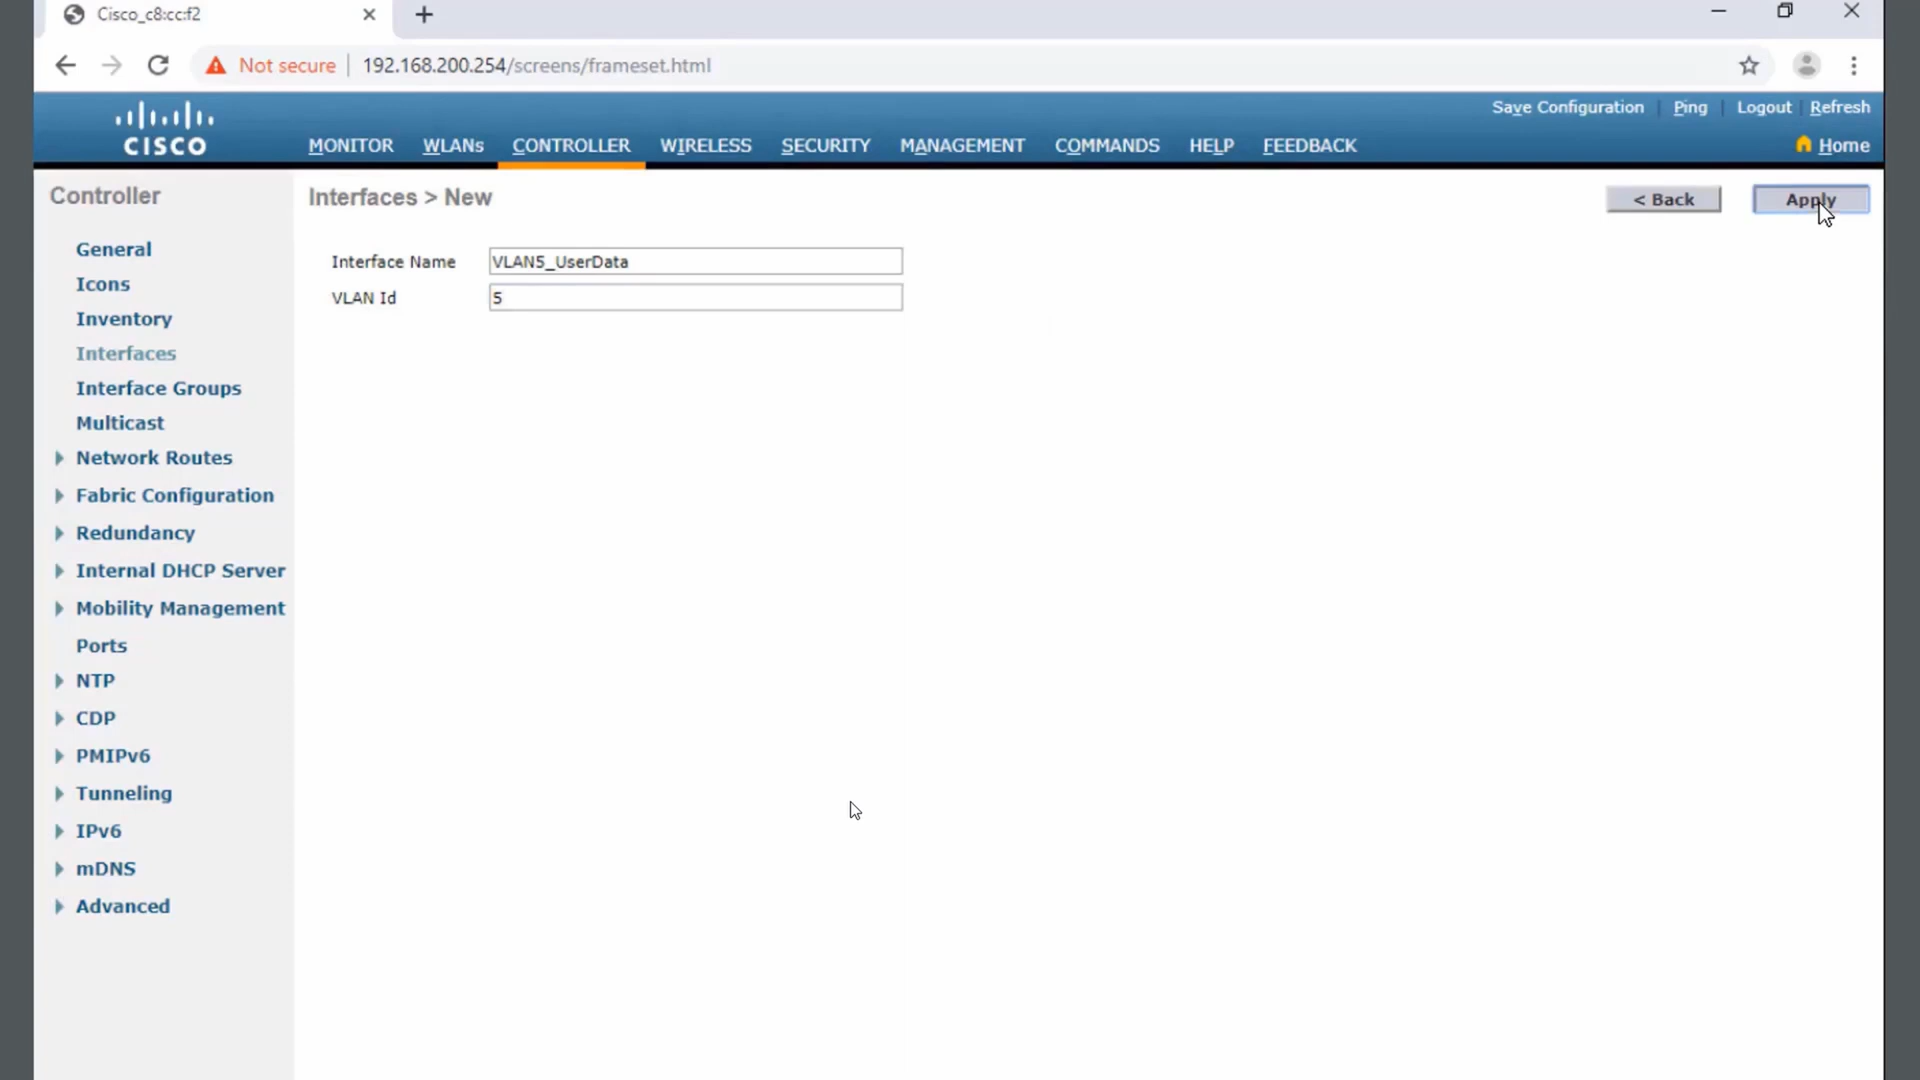 Cisco_c8:cc:f2
Not secure | 192.168.200.254/screens/frameset.html
Save Configuration | Ping | Logout | Refresh
CISCO
MONITOR WLANs CONTROLLER WIRELESS SECURITY MANAGEMENT COMMANDS HELP FEEDBACK Home
Controller
Interfaces > New
< Back
Apply
General
Icons
Inventory
Interfaces
Interface Groups
Multicast
Network Routes
Fabric Configuration
Redundancy
Internal DHCP Server
Mobility Management
Ports
NTP
CDP
PMIPv6
Tunneling
IPv6
mDNS
Advanced
Interface Name VLAN5_UserData
VLAN Id 5